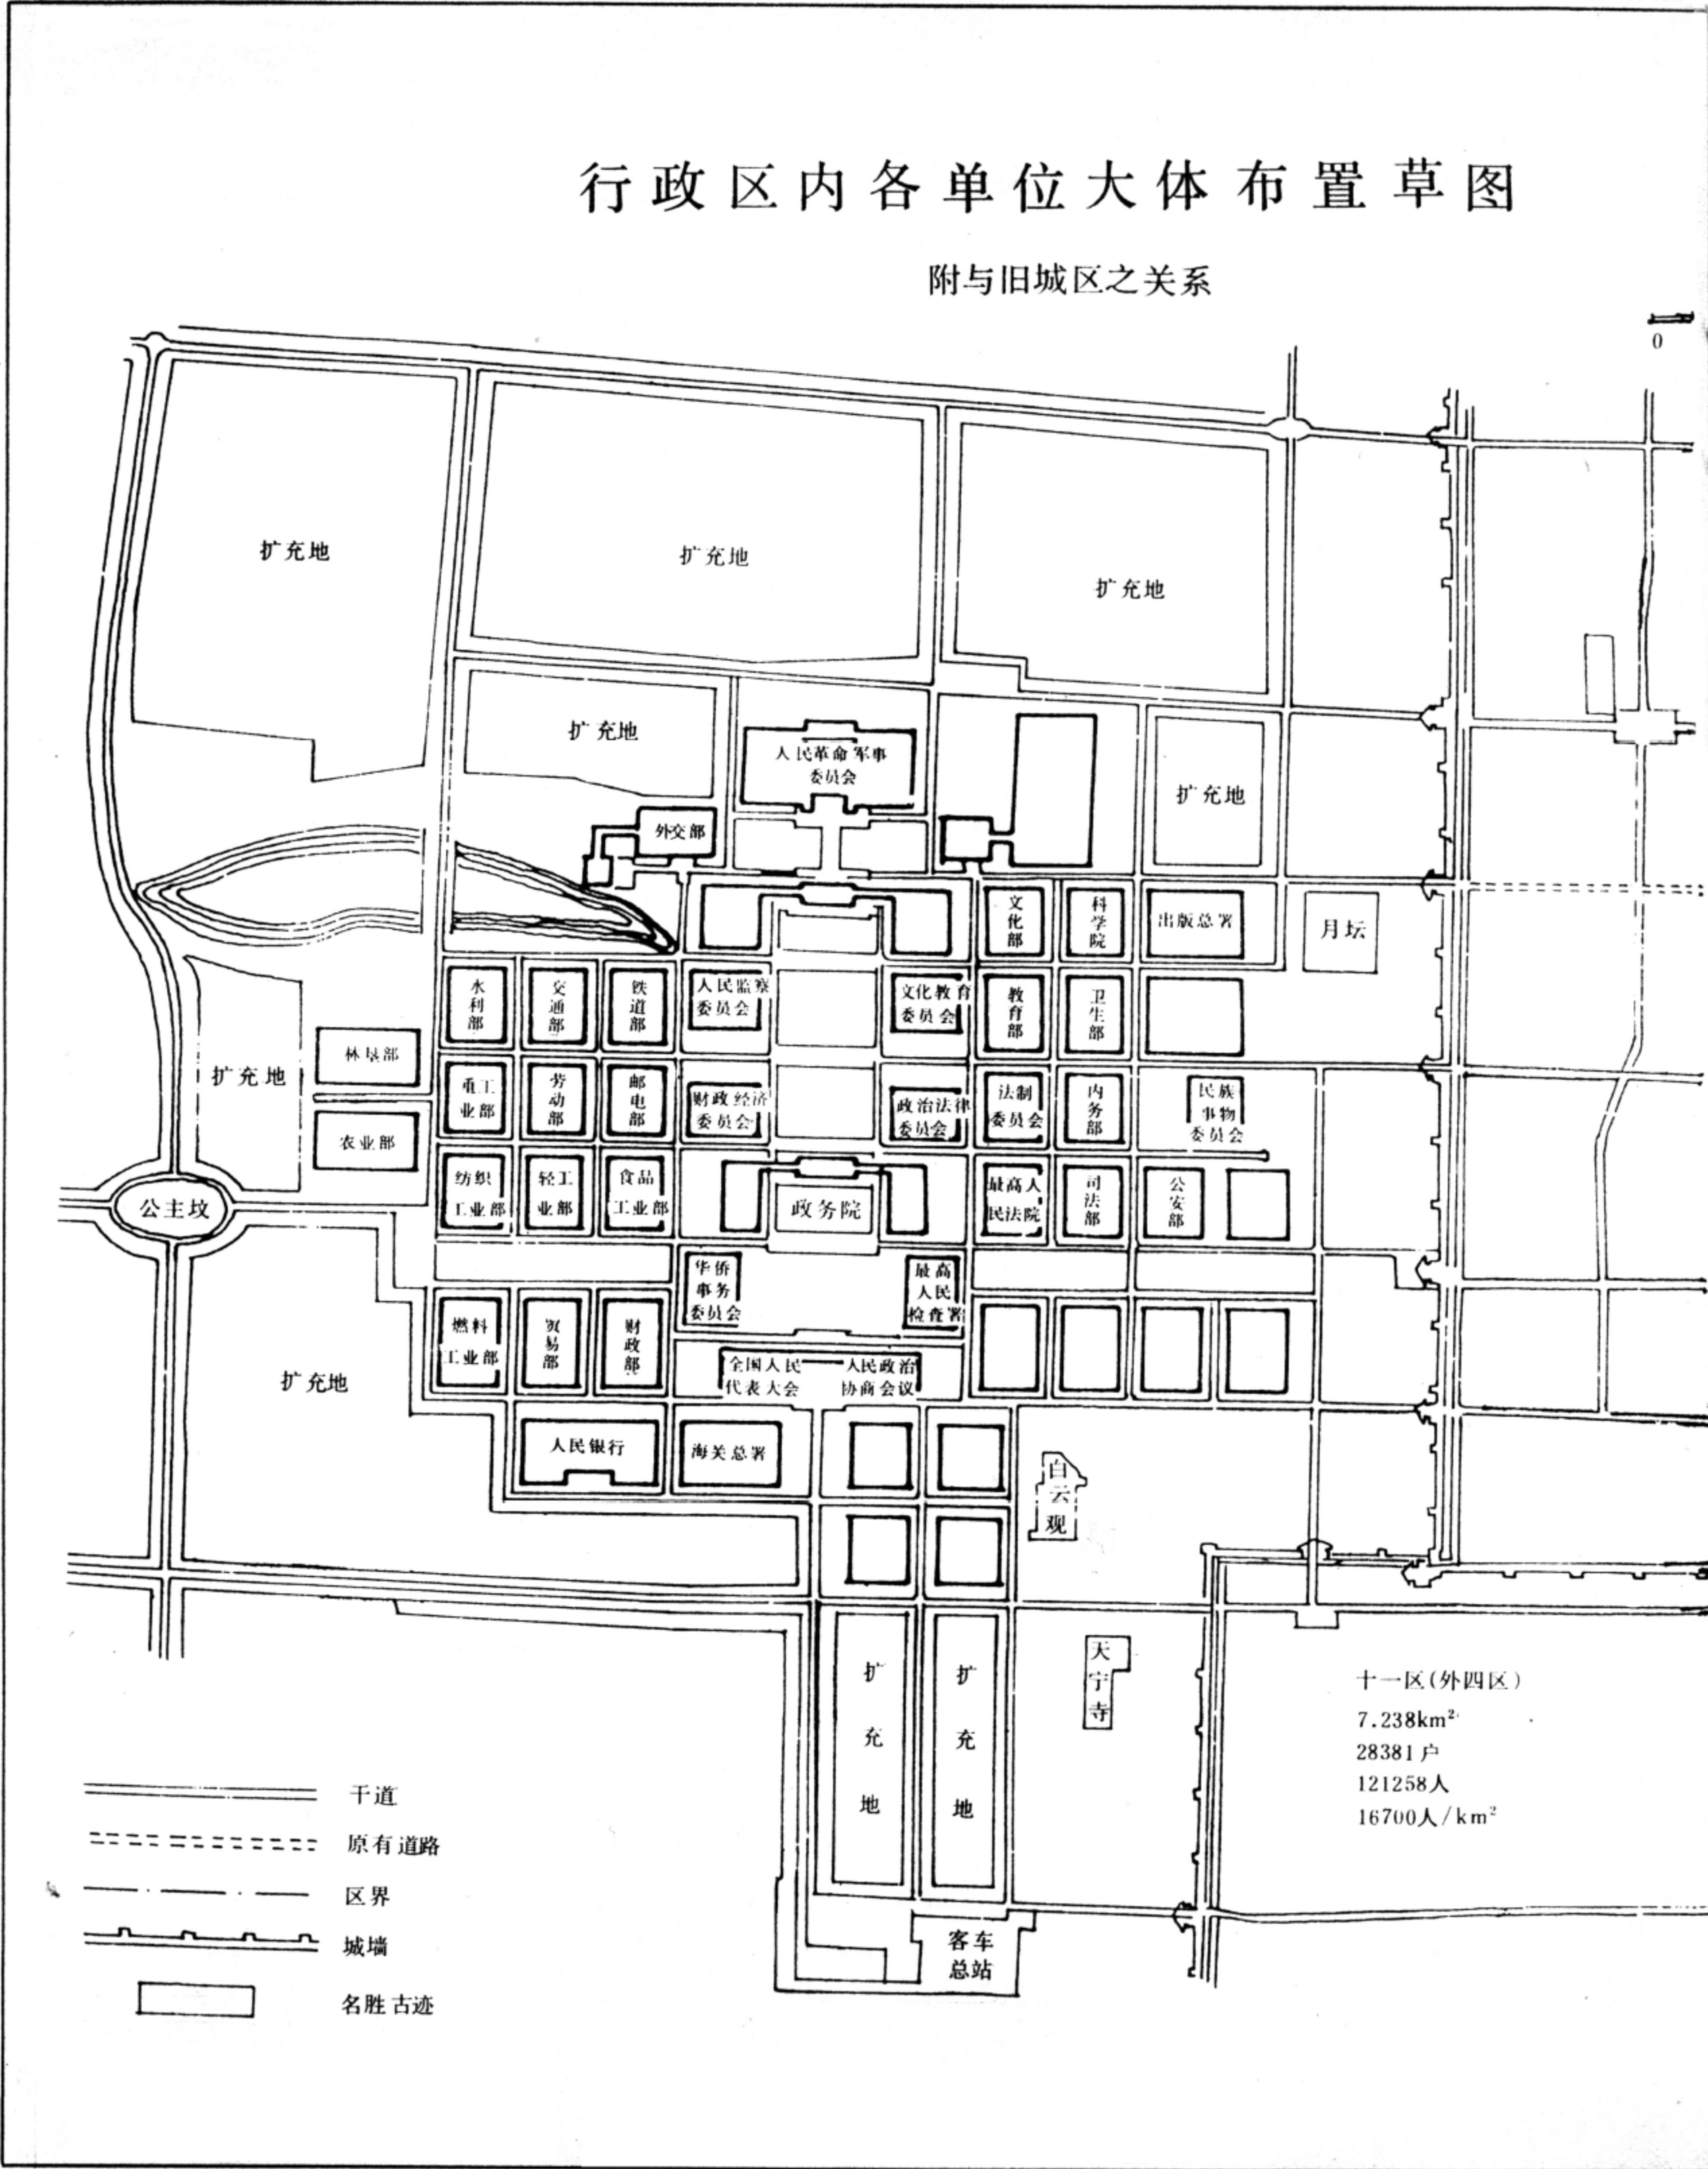 行政区内各单位大体布置草图
附与旧城区之关系
0
扩充地
扩充地
扩充地
扩充地
人民革命军事
委员会
扩充地
外交部
文化部
科学院
出版总署
月坛
水利部
交通部
铁道部
人民监察
委员会
文化教育
委员会
教育部
卫生部
林垦部
扩充地
重工
业部
劳动部
邮电部
财政经济
委员会
政治法律
委员会
法制
委员会
内务部
民族
事物
委员会
农业部
纺织
工业部
轻工
业部
食品
工业部
政务院
最高人
民法院
司法部
公安部
公主坟
华侨
事务
委员会
最高
人民
检查署
燃料
工业部
贸易部
财政部
全国人民
代表大会
人民政治
协商会议
扩充地
人民银行
海关总署
白云观
扩充地
扩充地
天宁寺
十一区(外四区)
7.238km²
28381户
121258人
16700人/km²
客车
总站
干道
原有道路
区界
城墙
名胜古迹